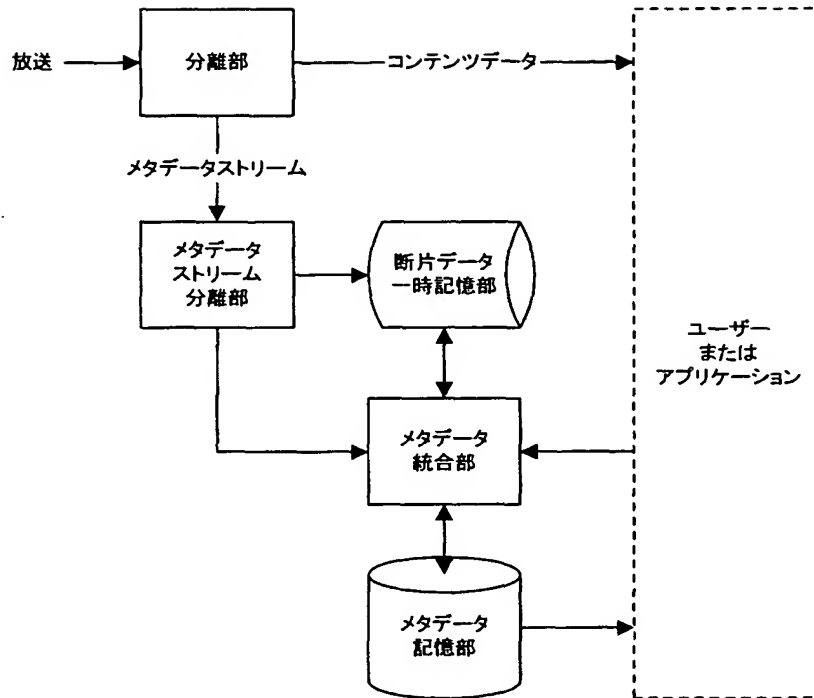 放送
分離部
コンテンツデータ
メタデータストリーム
メタデータ
ストリーム
分離部
断片データ
一時記憶部
ユーザー
または
アプリケーション
メタデータ
統合部
メタデータ
記憶部